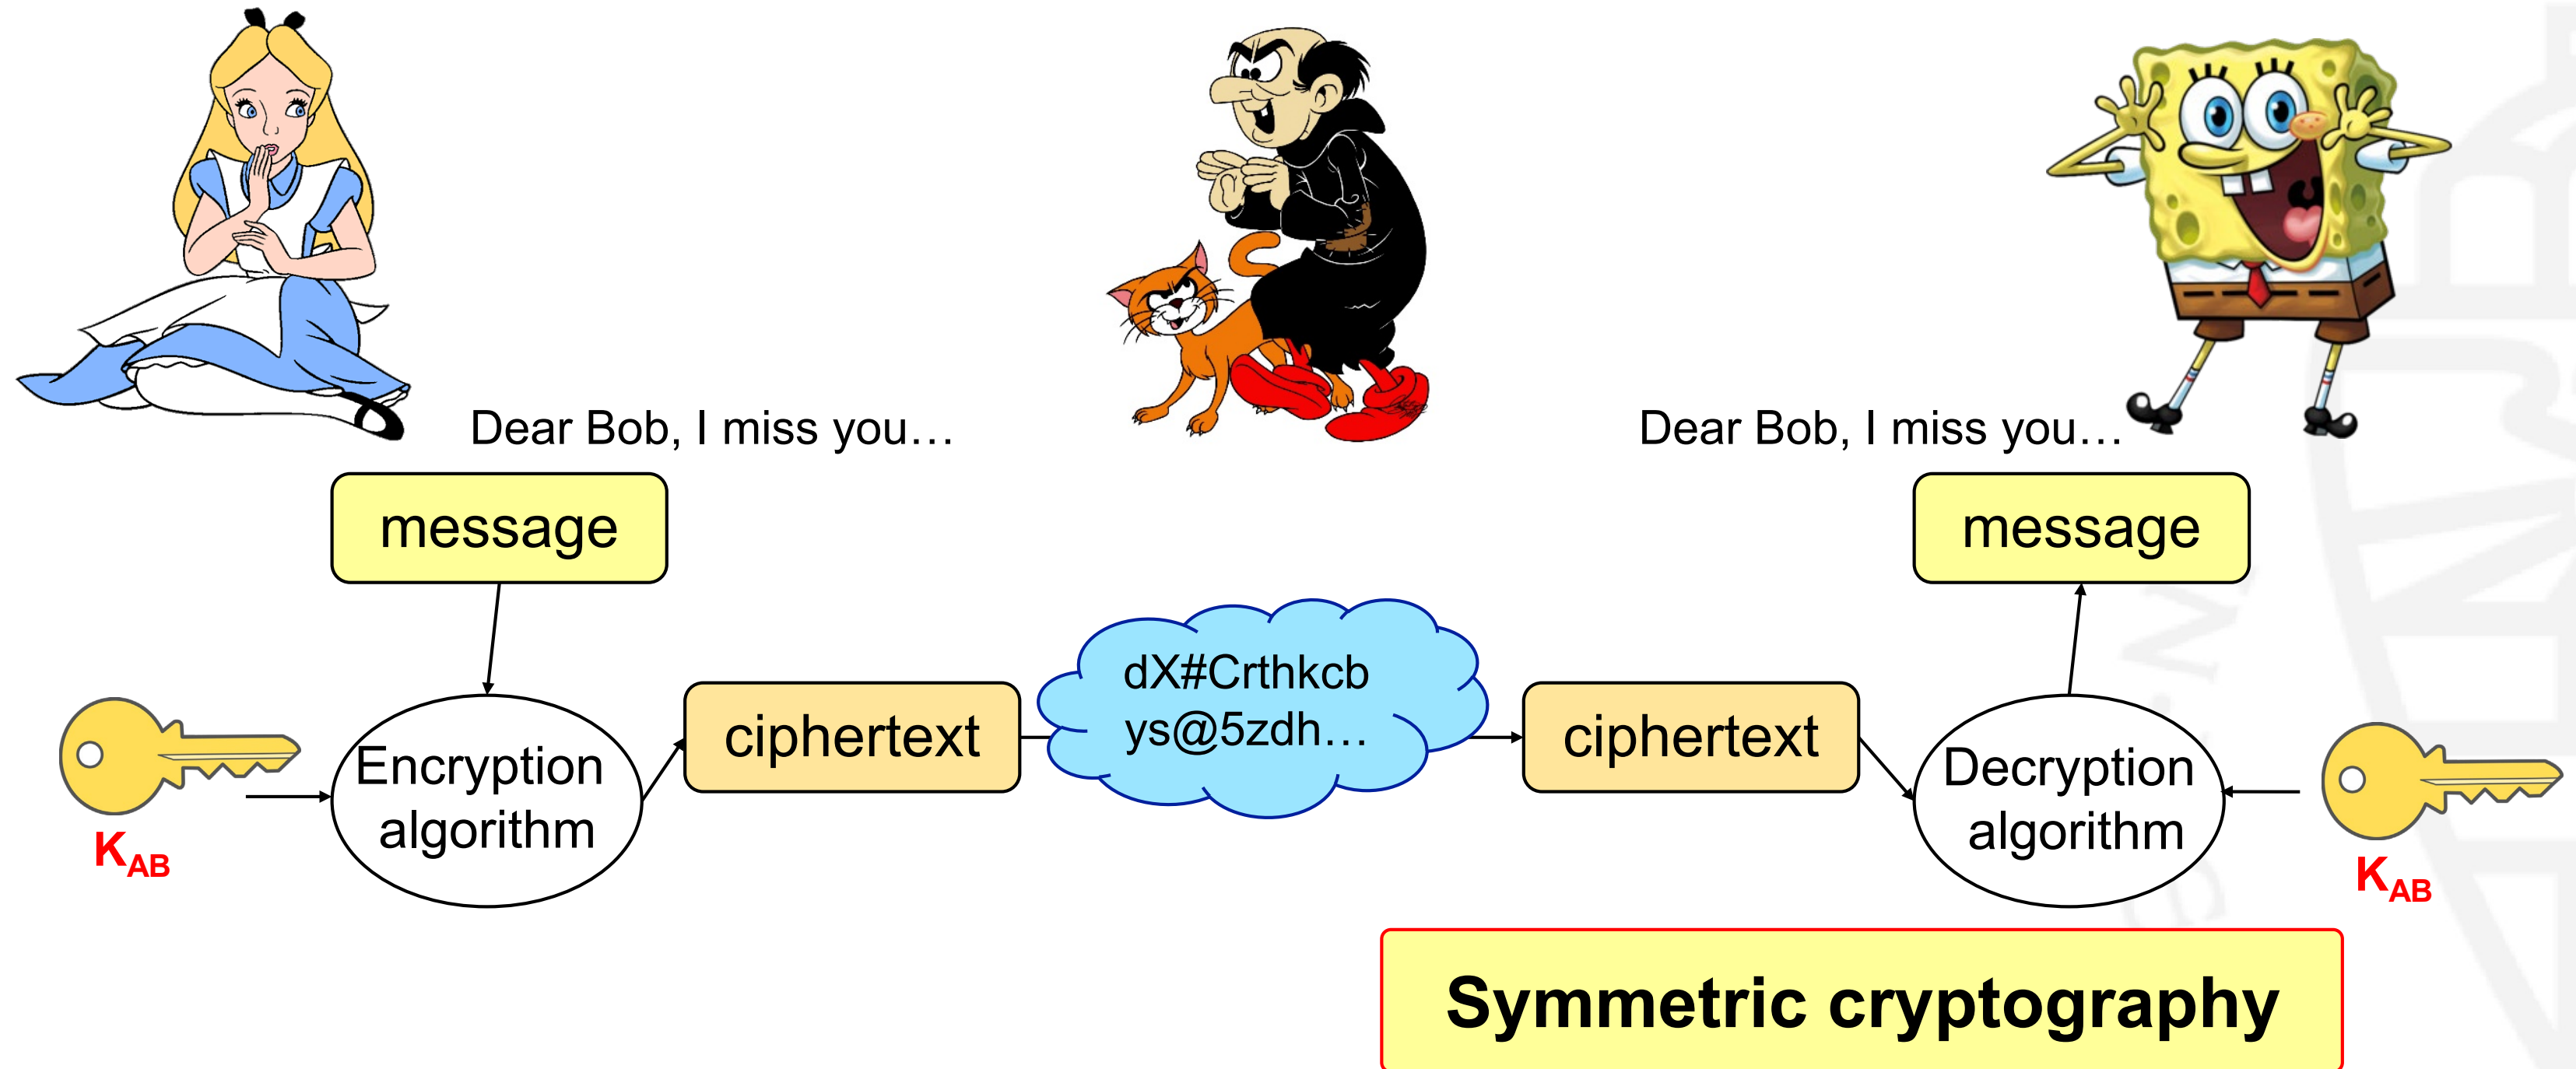 Dear Bob, I miss you…
Dear Bob, I miss you…
message
message
dX#Crthkcb
ys@5zdh…
ciphertext
ciphertext
Encryption
algorithm
Decryption
algorithm
KAB
KAB
Symmetric cryptography